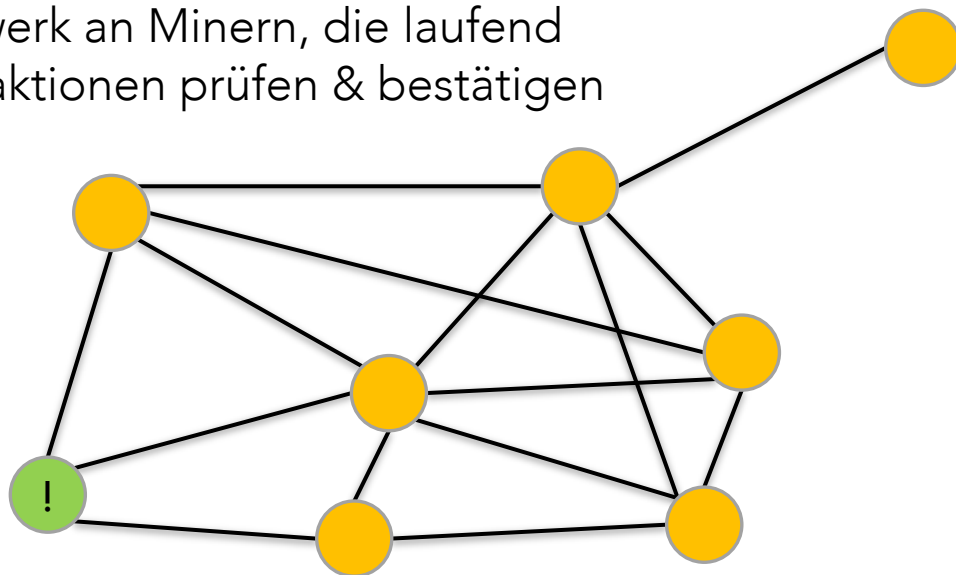 werk an Minern, die laufend
aktionen prüfen & bestätigen
!